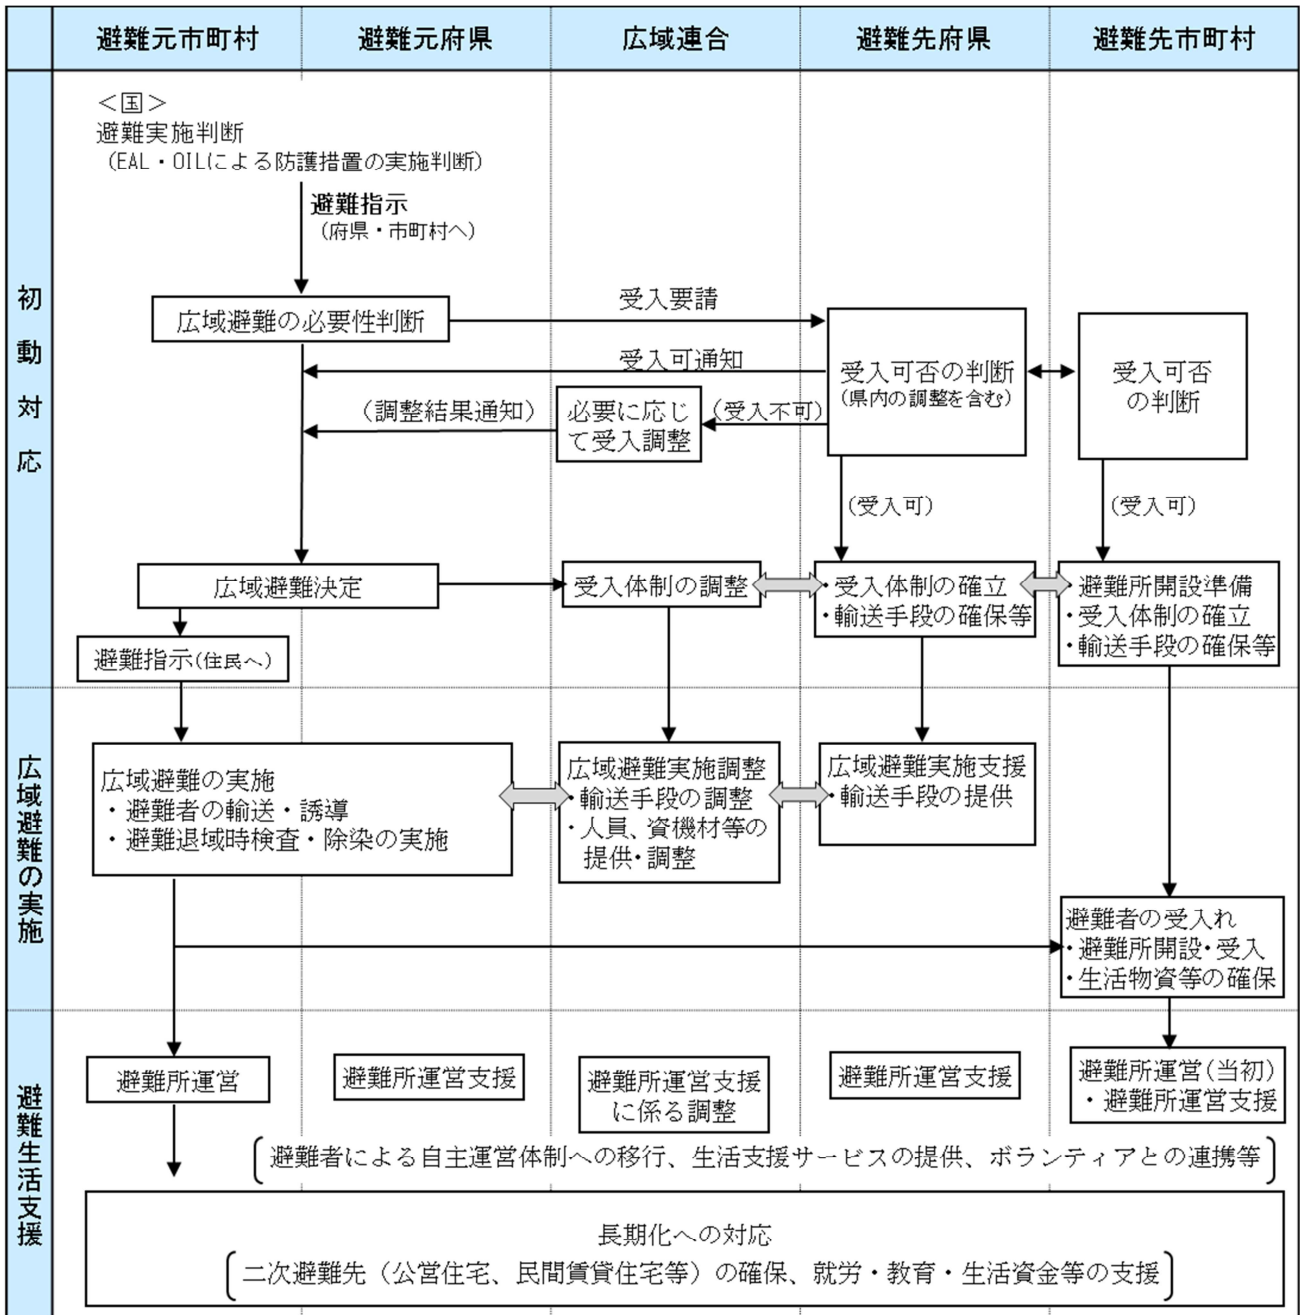 避難元市町村
避難元府県
広域連合
避難先府県
避難先市町村
初動対応
＜国＞
避難実施判断
（EAL・OILによる防護措置の実施判断）
避難指示
（府県・市町村へ）
広域避難の必要性判断
受入要請
受入可通知
受入可否の判断
（県内の調整を含む）
受入可否
の判断
（調整結果通知）
必要に応じ
て受入調整
（受入不可）
（受入可）
（受入可）
広域避難決定
受入体制の調整
・受入体制の確立
・輸送手段の確保等
避難所開設準備
・受入体制の確立
・輸送手段の確保等
避難指示（住民へ）
広域避難の実施
広域避難の実施
・避難者の輸送・誘導
・避難退域時検査・除染の実施
広域避難実施調整
・輸送手段の調整
・人員、資機材等の
提供・調整
広域避難実施支援
・輸送手段の提供
避難者の受入れ
・避難所開設・受入
・生活物資等の確保
避難生活支援
避難所運営
避難所運営支援
避難所運営支援
に係る調整
避難所運営支援
避難所運営（当初）
・避難所運営支援
避難者による自主運営体制への移行、生活支援サービスの提供、ボランティアとの連携等
長期化への対応
二次避難先（公営住宅、民間賃貸住宅等）の確保、就労・教育・生活資金等の支援